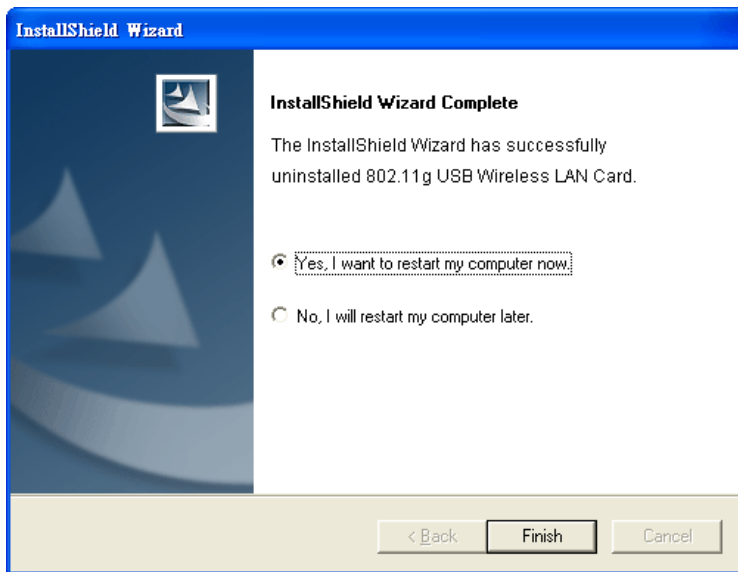 InstallShield Wizard
InstallShield Wizard Complete
The InstallShield Wizard has successfully
uninstalled 802.11g USB Wireless LAN Card.
Yes, I want to restart my computer now.
No, I will restart my computer later.
< Back
Finish
Cancel